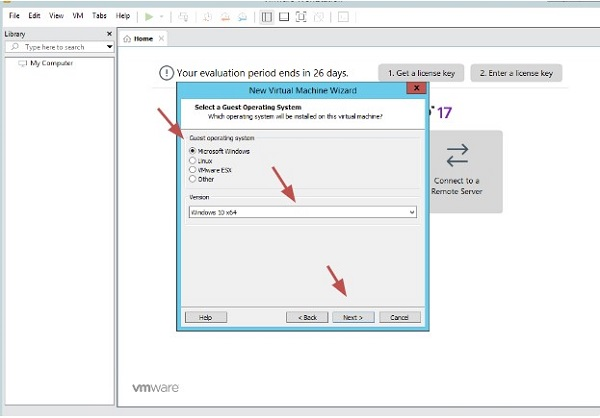 File Edit View VM Tabs Help
Library
Type here to search
My Computer
Home
Your evaluation period ends in 26 days.
1. Get a license key
2. Enter a license key
17
Connect to a
Remote Server
New Virtual Machine Wizard
Select a Guest Operating System
Which operating system will be installed on this virtual machine?
Guest operating system
Microsoft Windows
Linux
VMware ESX
Other
Version
Windows 10 x64
Help
< Back
Next >
Cancel
vmware